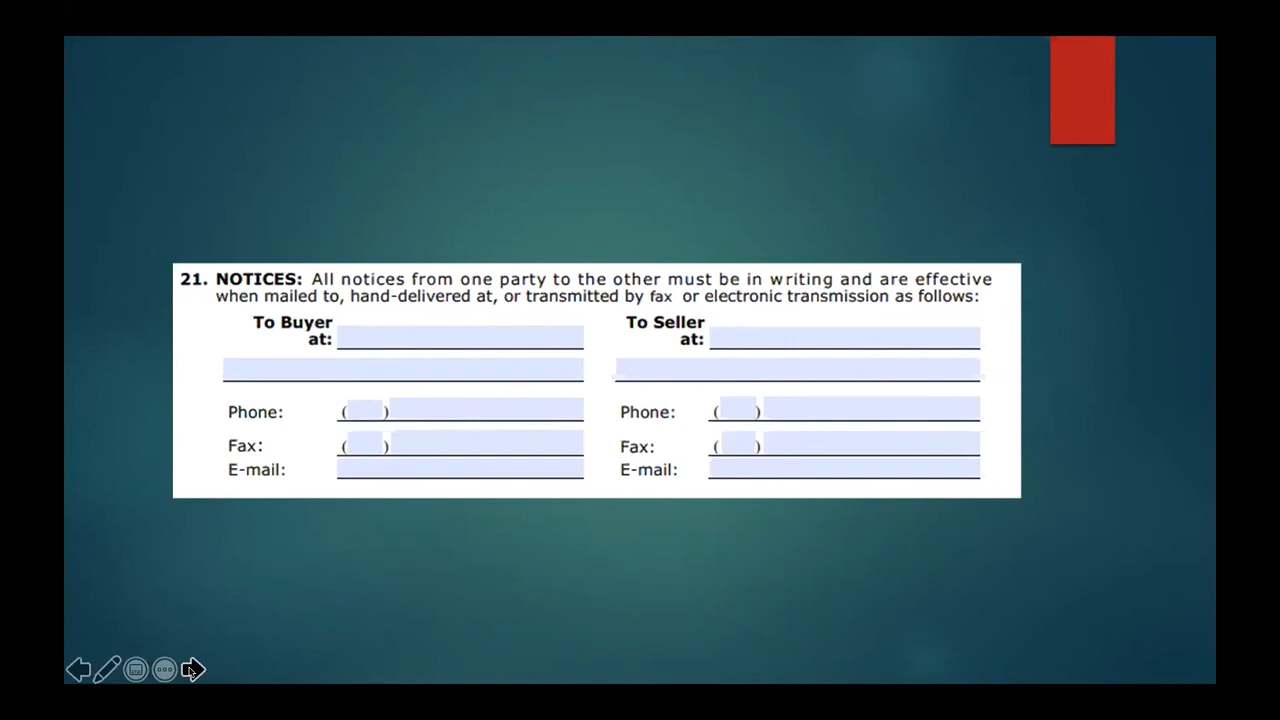 21. NOTICES: All notices from one party to the other must be in writing and are effective
when mailed to, hand-delivered at, or transmitted by fax or electronic transmission as follows:
To Buyer
at:
Phone: ( )
Fax: ( )
E-mail:
To Seller
at:
Phone: ( )
Fax: ( )
E-mail: